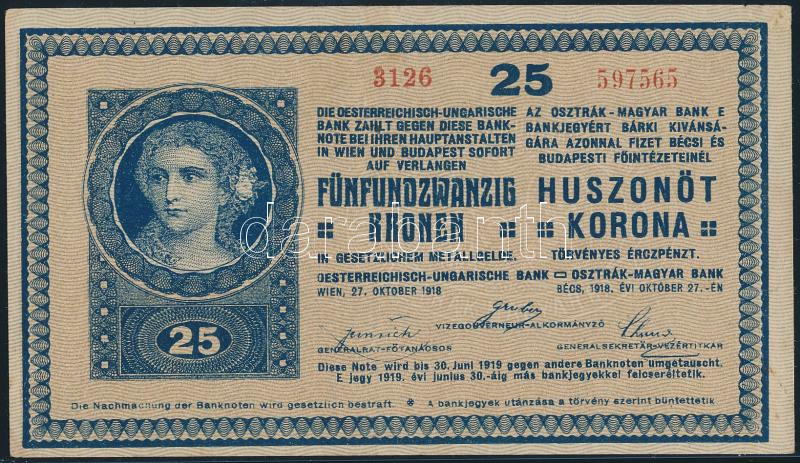 3126 25 597565
DIE OESTERREICHISCH-UNGARISCHE
BANK ZAHLT GEGEN DIESE BANK-
NOTE BEI IHREN HAUPTANSTALTEN
IN WIEN UND BUDAPEST SOFORT
AUF VERLANGEN
FÜNFUNDZWANZIG
KRONEN
IN GESETZLICHEM METALLGELDE.
OESTERREICHISCH-UNGARISCHE BANK
WIEN, 27. OKTOBER 1918
AZ OSZTRÁK-MAGYAR BANK E
BANKJEGYÉRT BÁRKI KIVÁNSÁ-
GÁRA AZONNAL FIZET BÉCSI ÉS
BUDAPESTI FŐINTÉZETEINÉL
HUSZONÖT
KORONA
TÖRVÉNYES ÉRCZPÉNZT.
OSZTRÁK-MAGYAR BANK
BÉCS, 1918. ÉVI OKTOBER 27.-ÉN
darabanth
Gruber
VIZEGOUVERNEUR-ALKORMÁNYZÓ
GENERALRAT-FŐTANÁCSOS
GENERALSEKRETÄR-VEZÉRTITKAR
25
Diese Note wird bis 30. Juni 1919 gegen andere Banknoten umgetauscht.
E jegy 1919. évi junius 30.-áig más bankjegyekkel felcseréltetik.
Die Nachmachung der Banknoten wird gesetzlich bestraft. * A bankjegyek utánzása a törvény szerint büntettetik